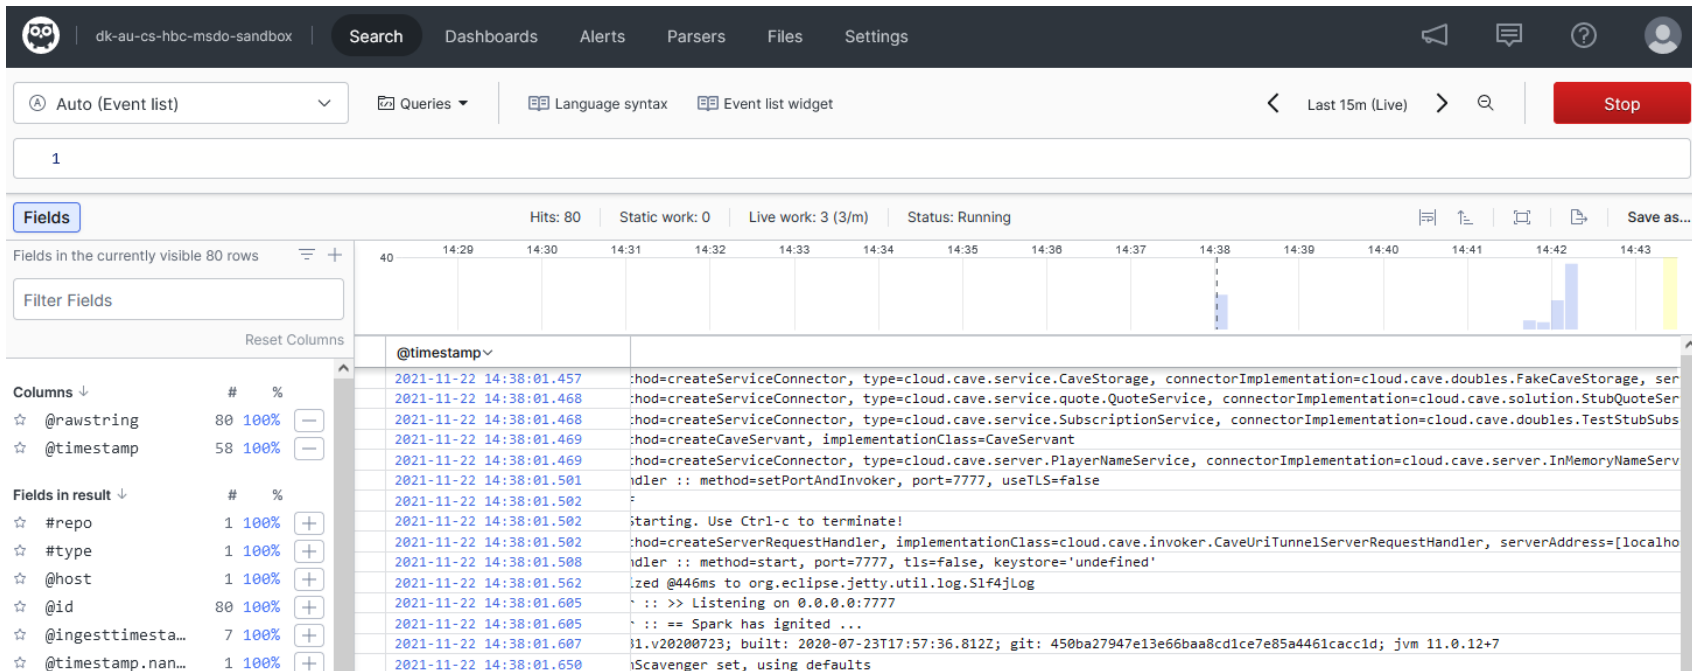 dk-au-cs-hbc-msdo-sandbox Search Dashboards Alerts Parsers Files Settings
Auto (Event list) Queries Language syntax Event list widget Last 15m (Live) Stop
1
Fields Hits: 80 Static work: 0 Live work: 3 (3/m) Status: Running Save as...
Fields in the currently visible 80 rows
14:29 14:30 14:31 14:32 14:33 14:34 14:35 14:36 14:37 14:38 14:39 14:40 14:41 14:42 14:43
40
Filter Fields
Reset Columns
Columns # %
@rawstring 80 100%
@timestamp 58 100%
Fields in result # %
#repo 1 100%
#type 1 100%
@host 1 100%
@id 80 100%
@ingesttimesta... 7 100%
@timestamp.nan... 1 100%
@timestamp
2021-11-22 14:38:01.457 :hod=createServiceConnector, type=cloud.cave.service.CaveStorage, connectorImplementation=cloud.cave.doubles.FakeCaveStorage, ser
2021-11-22 14:38:01.468 :hod=createServiceConnector, type=cloud.cave.service.quote.QuoteService, connectorImplementation=cloud.cave.solution.StubQuoteSer
2021-11-22 14:38:01.468 :hod=createServiceConnector, type=cloud.cave.service.SubscriptionService, connectorImplementation=cloud.cave.doubles.TestStubSubs
2021-11-22 14:38:01.469 :hod=createCaveServant, implementationClass=CaveServant
2021-11-22 14:38:01.469 :hod=createServiceConnector, type=cloud.cave.server.PlayerNameService, connectorImplementation=cloud.cave.server.InMemoryNameServ
2021-11-22 14:38:01.501 ndler :: method=setPortAndInvoker, port=7777, useTLS=false
2021-11-22 14:38:01.502
2021-11-22 14:38:01.502 Starting. Use Ctrl-c to terminate!
2021-11-22 14:38:01.502 :hod=createServerRequestHandler, implementationClass=cloud.cave.invoker.CaveUriTunnelServerRequestHandler, serverAddress=[localho
2021-11-22 14:38:01.508 ndler :: method=start, port=7777, tls=false, keystore='undefined'
2021-11-22 14:38:01.562 ized @446ms to org.eclipse.jetty.util.log.Slf4jLog
2021-11-22 14:38:01.605 :: >> Listening on 0.0.0.0:7777
2021-11-22 14:38:01.605 :: == Spark has ignited ...
2021-11-22 14:38:01.607 31.v20200723; built: 2020-07-23T17:57:36.812Z; git: 450ba27947e13e66baa8cd1ce7e85a4461cacc1d; jvm 11.0.12+7
2021-11-22 14:38:01.650 nScavenger set, using defaults